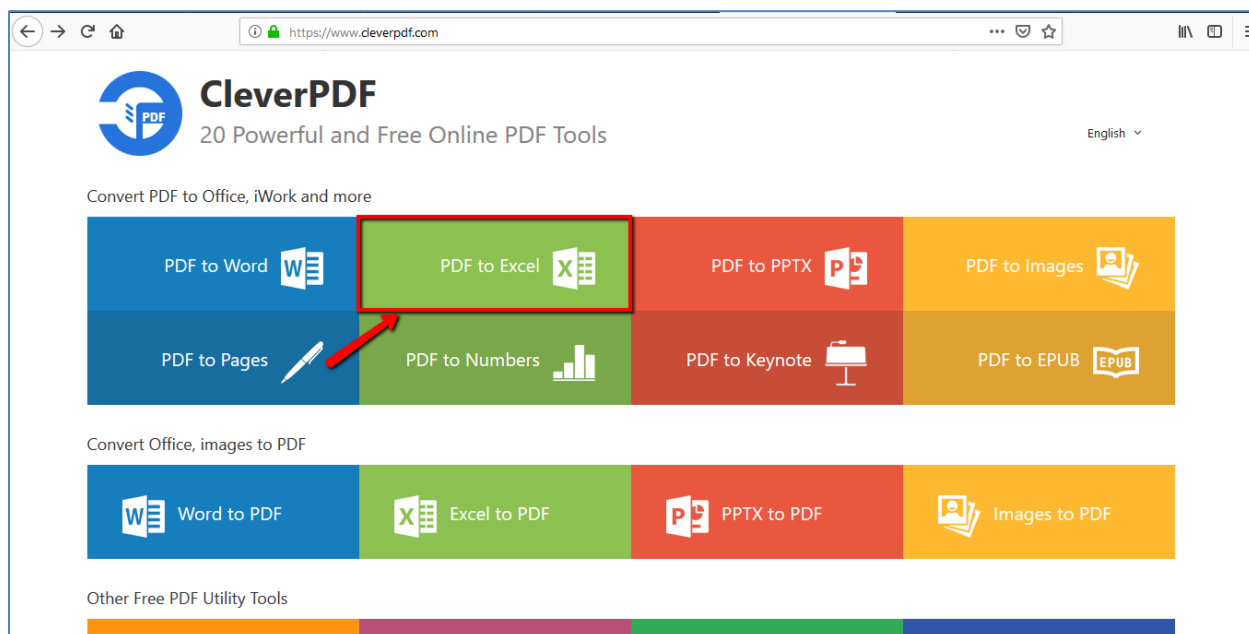 https://www.cleverpdf.com
PDF
CleverPDF
20 Powerful and Free Online PDF Tools
English
Convert PDF to Office, iWork and more
PDF to Word W
PDF to Excel X
PDF to PPTX P
PDF to Images
PDF to Pages
PDF to Numbers
PDF to Keynote
PDF to EPUB EPUB
Convert Office, images to PDF
W Word to PDF
X Excel to PDF
P PPTX to PDF
Images to PDF
Other Free PDF Utility Tools